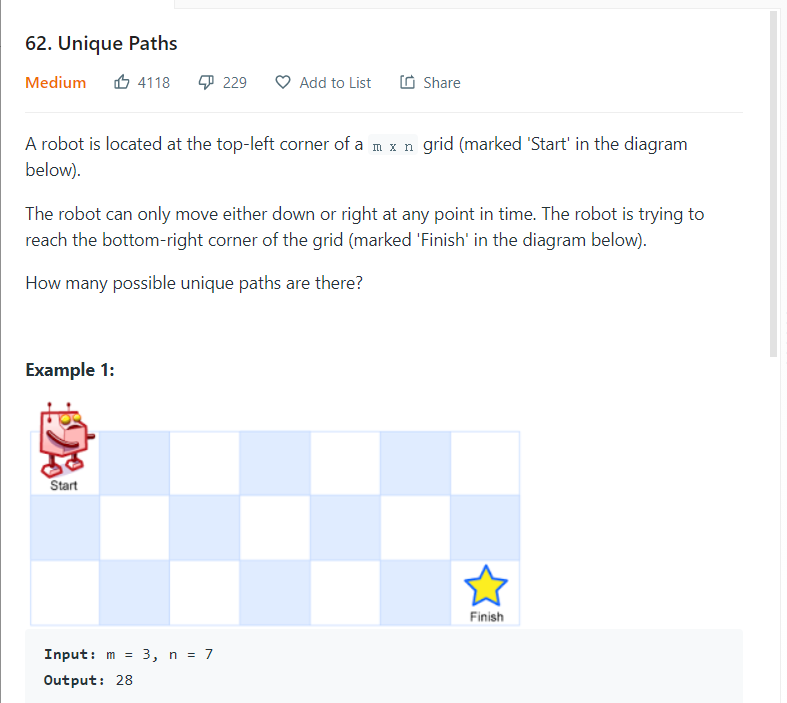 62. Unique Paths
Medium 4118 229 Add to List Share
A robot is located at the top-left corner of a m x n grid (marked 'Start' in the diagram
below).
The robot can only move either down or right at any point in time. The robot is trying to
reach the bottom-right corner of the grid (marked 'Finish' in the diagram below).
How many possible unique paths are there?
Example 1:
Start
Finish
Input: m = 3, n = 7
Output: 28